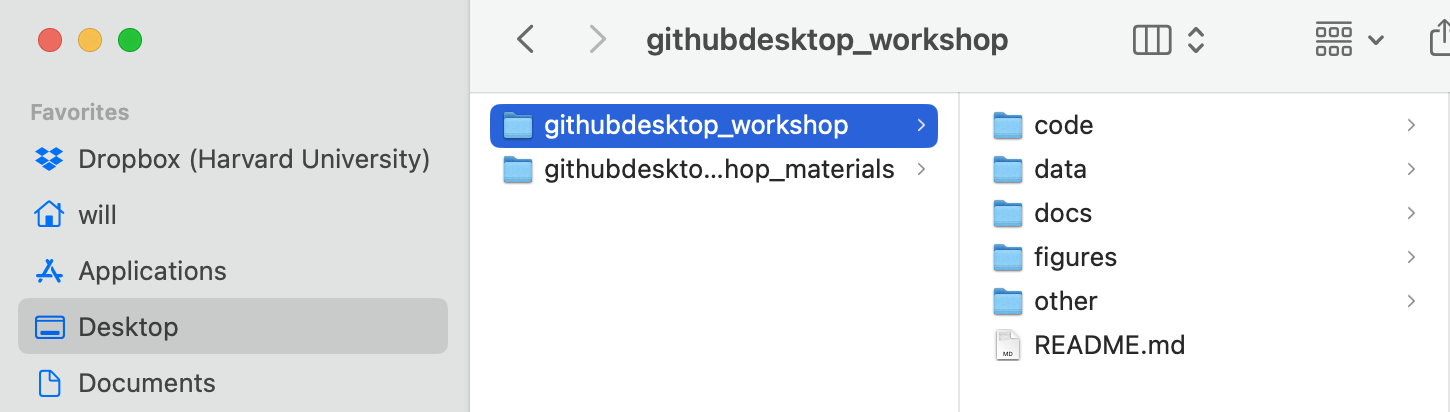 githubdesktop_workshop
Favorites
Dropbox (Harvard University)
will
Applications
Desktop
Documents
githubdesktop_workshop
githubdeskto...hop_materials
code
data
docs
figures
other
README.md
MD